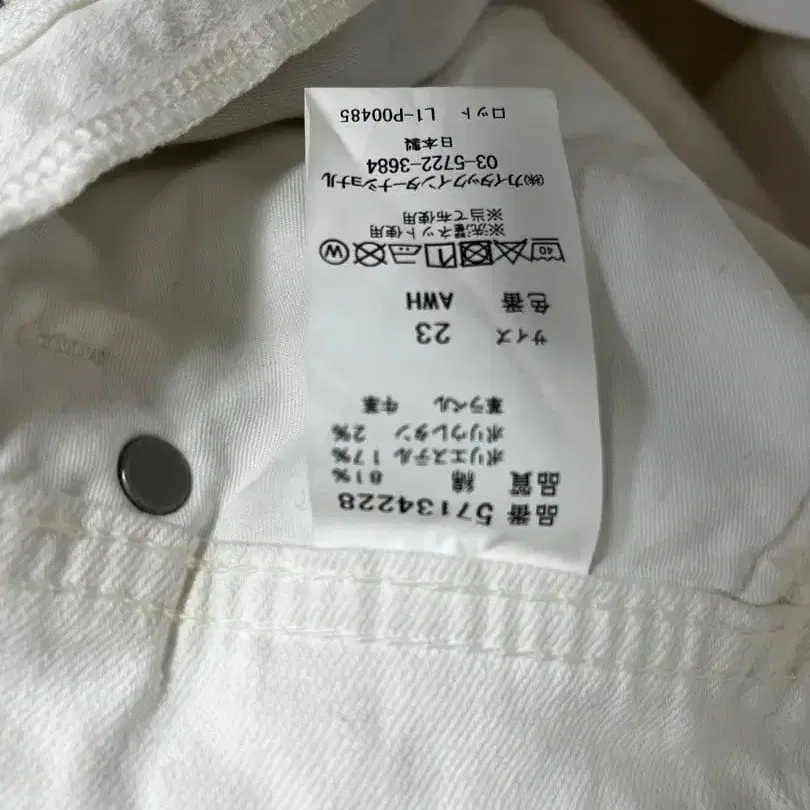 品番 57134228
品質 綿 81%
ポリエステル 17%
ポリウレタン 2%
革ラベル 牛革
サイズ 23
色番 AWH
40 W
※洗濯ネット使用
※当て布使用
㈱カイタックインターナショナル
03-5722-3684
日本製
ロット L1-P00485